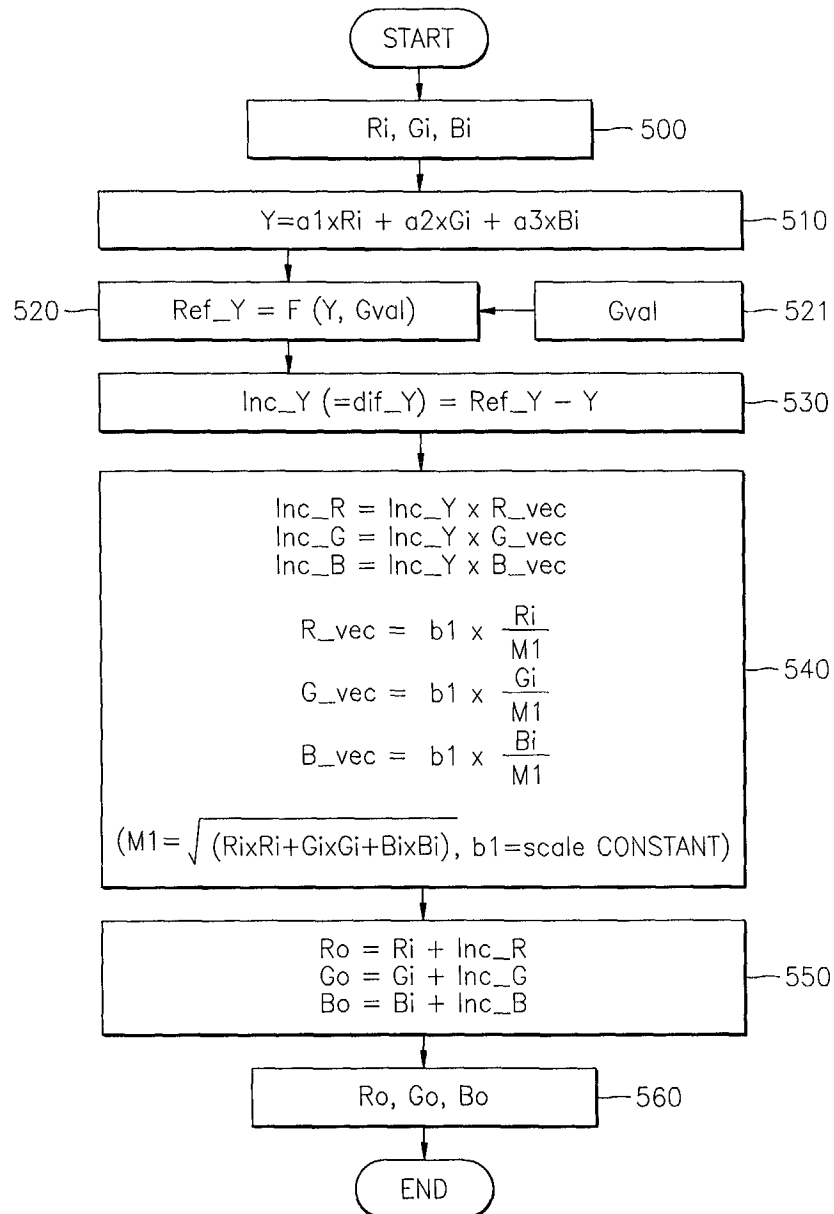 START
Ri, Gi, Bi
500
Y=a1xRi + a2xGi + a3xBi
510
520
Ref_Y = F (Y, Gval)
Gval
521
Inc_Y (=dif_Y) = Ref_Y − Y
530
Inc_R = Inc_Y x R_vec
Inc_G = Inc_Y x G_vec
Inc_B = Inc_Y x B_vec
R_vec = b1 x Ri/M1
G_vec = b1 x Gi/M1
B_vec = b1 x Bi/M1
(M1=√(RixRi+GixGi+BixBi), b1=scale CONSTANT)
540
Ro = Ri + Inc_R
Go = Gi + Inc_G
Bo = Bi + Inc_B
550
Ro, Go, Bo
560
END